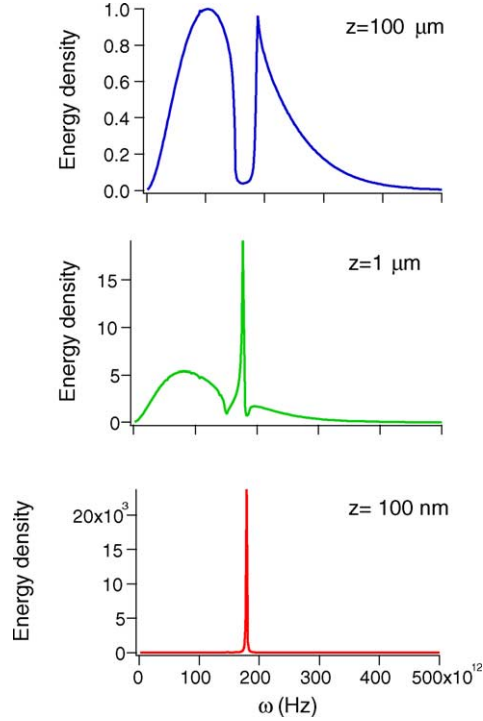 1.0
z=100 μm
0.8
0.6
0.4
0.2
0.0
Energy density
15
z=1 μm
10
5
0
Energy density
20x10³
z= 100 nm
15
10
5
0
Energy density
0 100 200 300 400 500x10¹²
ω (Hz)